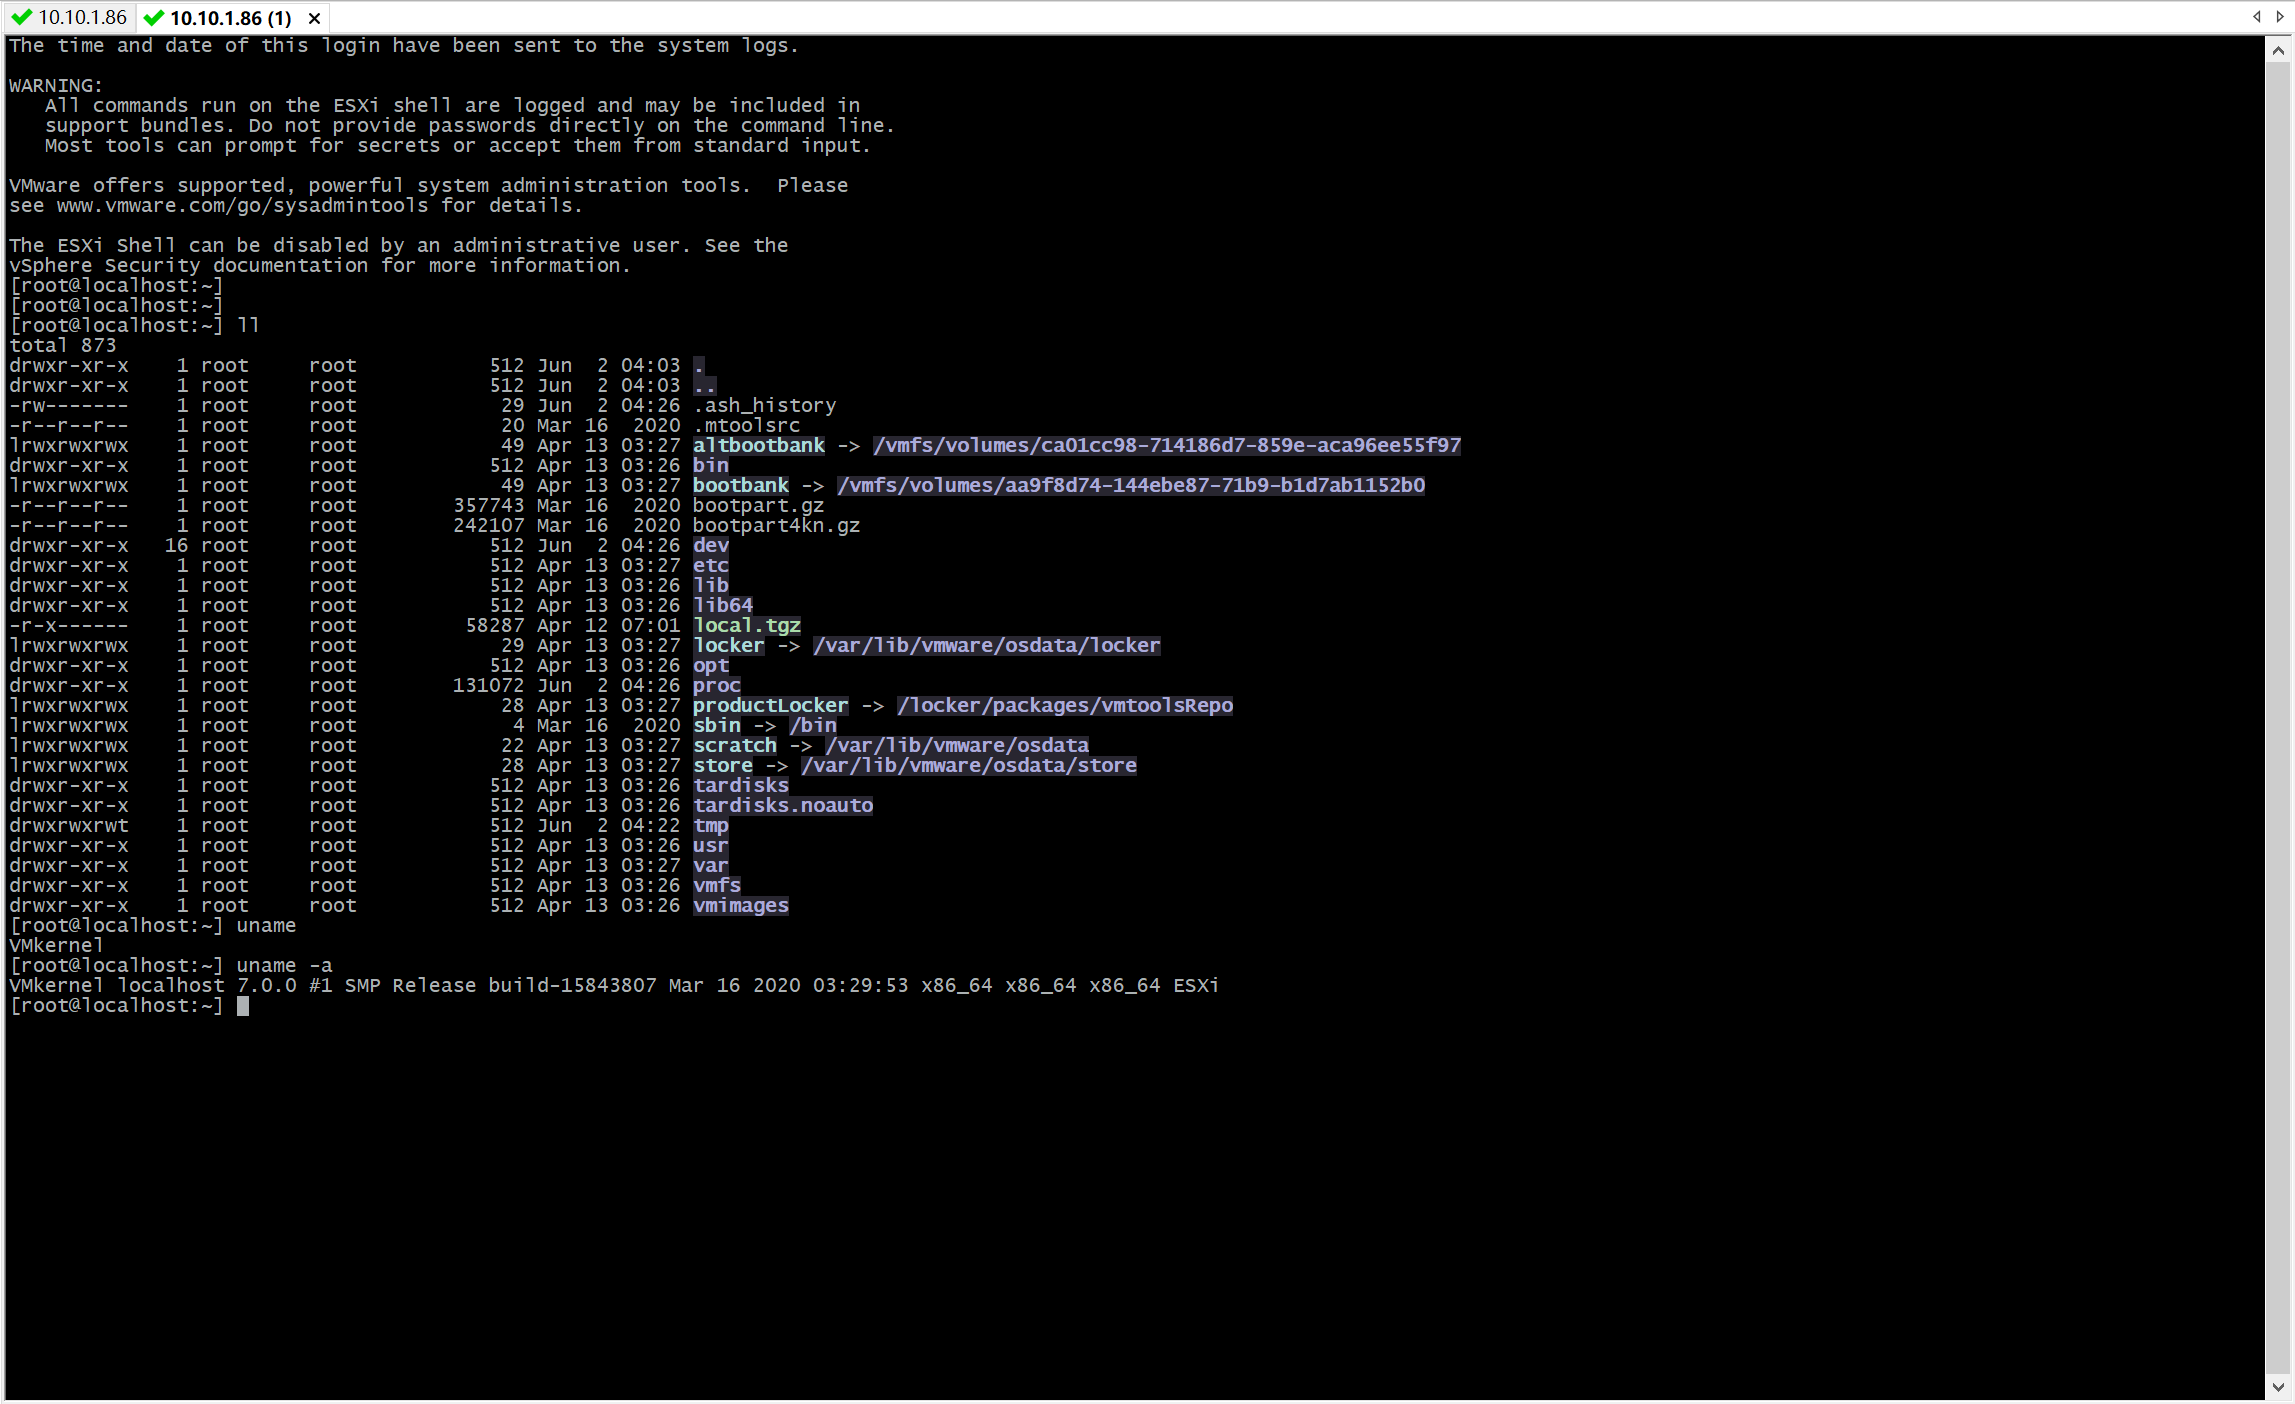 10.10.1.86 10.10.1.86 (1)
The time and date of this login have been sent to the system logs.
WARNING:
All commands run on the ESXi shell are logged and may be included in
support bundles. Do not provide passwords directly on the command line.
Most tools can prompt for secrets or accept them from standard input.
VMware offers supported, powerful system administration tools. Please
see www.vmware.com/go/sysadmintools for details.
The ESXi Shell can be disabled by an administrative user. See the
vSphere Security documentation for more information.
[root@localhost:~]
[root@localhost:~]
[root@localhost:~] ll
total 873
drwxr-xr-x 1 root root 512 Jun 2 04:03 .
drwxr-xr-x 1 root root 512 Jun 2 04:03 ..
-rw------- 1 root root 29 Jun 2 04:26 .ash_history
-r--r--r-- 1 root root 20 Mar 16 2020 .mtoolsrc
lrwxrwxrwx 1 root root 49 Apr 13 03:27 altbootbank -> /vmfs/volumes/ca01cc98-714186d7-859e-aca96ee55f97
drwxr-xr-x 1 root root 512 Apr 13 03:26 bin
lrwxrwxrwx 1 root root 49 Apr 13 03:27 bootbank -> /vmfs/volumes/aa9f8d74-144ebe87-71b9-b1d7ab1152b0
-r--r--r-- 1 root root 357743 Mar 16 2020 bootpart.gz
-r--r--r-- 1 root root 242107 Mar 16 2020 bootpart4kn.gz
drwxr-xr-x 16 root root 512 Jun 2 04:26 dev
drwxr-xr-x 1 root root 512 Apr 13 03:27 etc
drwxr-xr-x 1 root root 512 Apr 13 03:26 lib
drwxr-xr-x 1 root root 512 Apr 13 03:26 lib64
-r-x------ 1 root root 58287 Apr 12 07:01 local.tgz
lrwxrwxrwx 1 root root 29 Apr 13 03:27 locker -> /var/lib/vmware/osdata/locker
drwxr-xr-x 1 root root 512 Apr 13 03:26 opt
drwxr-xr-x 1 root root 131072 Jun 2 04:26 proc
lrwxrwxrwx 1 root root 28 Apr 13 03:27 productLocker -> /locker/packages/vmtoolsRepo
lrwxrwxrwx 1 root root 4 Mar 16 2020 sbin -> /bin
lrwxrwxrwx 1 root root 22 Apr 13 03:27 scratch -> /var/lib/vmware/osdata
lrwxrwxrwx 1 root root 28 Apr 13 03:27 store -> /var/lib/vmware/osdata/store
drwxr-xr-x 1 root root 512 Apr 13 03:26 tardisks
drwxr-xr-x 1 root root 512 Apr 13 03:26 tardisks.noauto
drwxrwxrwt 1 root root 512 Jun 2 04:22 tmp
drwxr-xr-x 1 root root 512 Apr 13 03:26 usr
drwxr-xr-x 1 root root 512 Apr 13 03:27 var
drwxr-xr-x 1 root root 512 Apr 13 03:26 vmfs
drwxr-xr-x 1 root root 512 Apr 13 03:26 vmimages
[root@localhost:~] uname
VMkernel
[root@localhost:~] uname -a
VMkernel localhost 7.0.0 #1 SMP Release build-15843807 Mar 16 2020 03:29:53 x86_64 x86_64 x86_64 ESXi
[root@localhost:~]